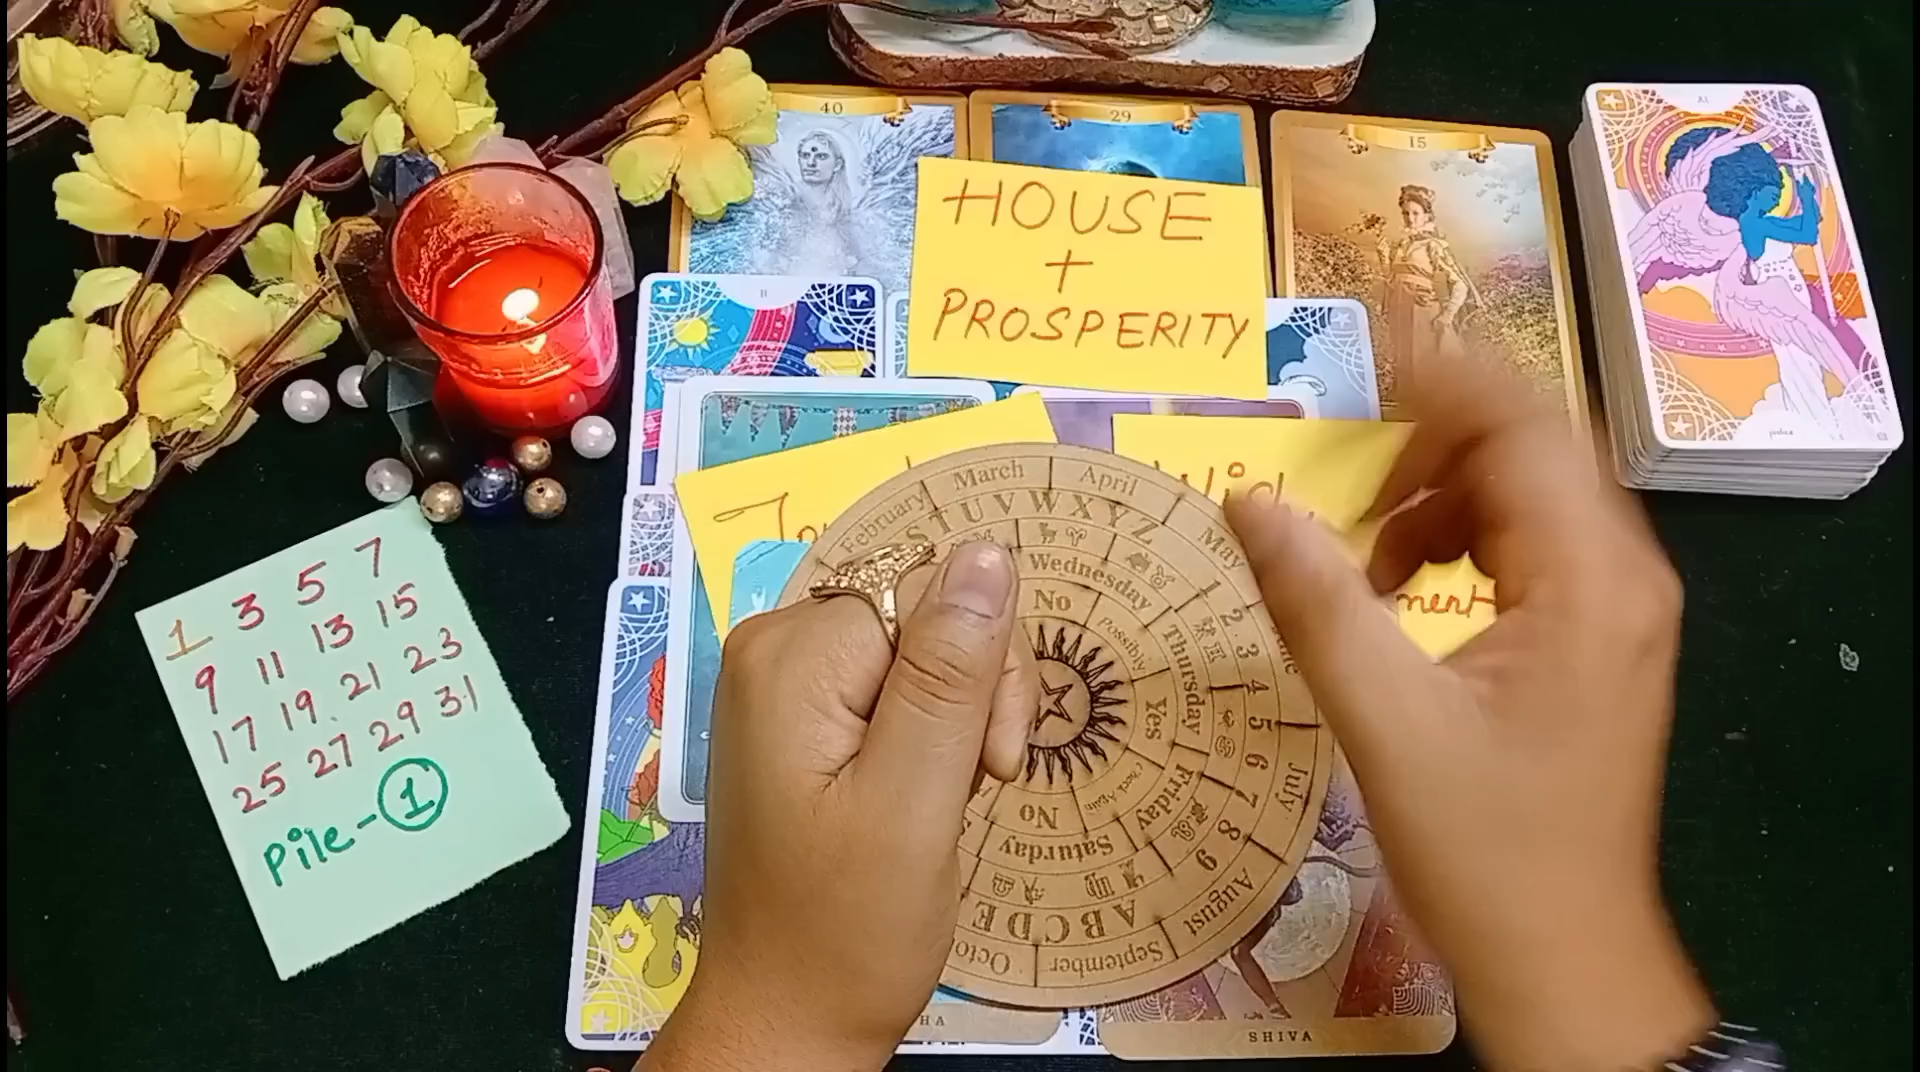 40
29
15
HOUSE
+
PROSPERITY
1 3 5 7
9 11 13 15
17 19 21 23
25 27 29 31
Pile-1
February March April May
July August September
S T U V W X Y Z
1 2 3 4 5 6 7 8 9
A B C D E
Wednesday Thursday Friday Saturday
No Possibly Yes Check Again No
SHIVA